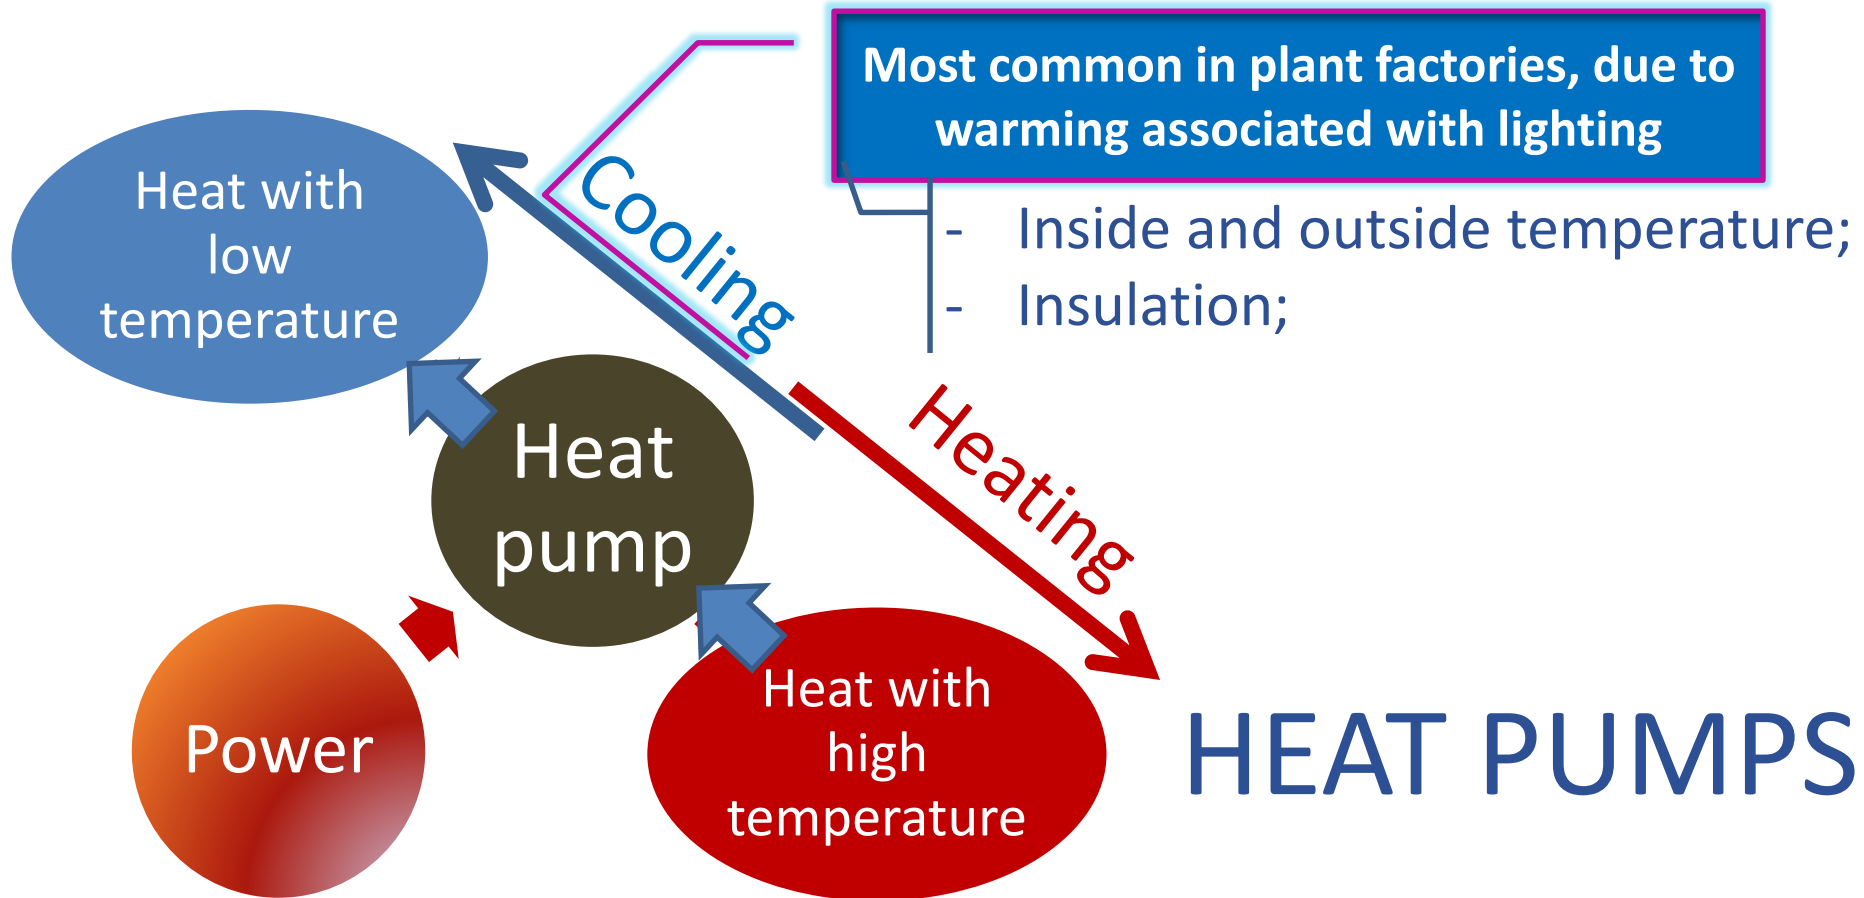 Most common in plant factories, due to
warming associated with lighting
- Inside and outside temperature;
- Insulation;
Cooling
Heating
Heat with
low
temperature
Heat
pump
Power
Heat with
high
temperature
HEAT PUMPS